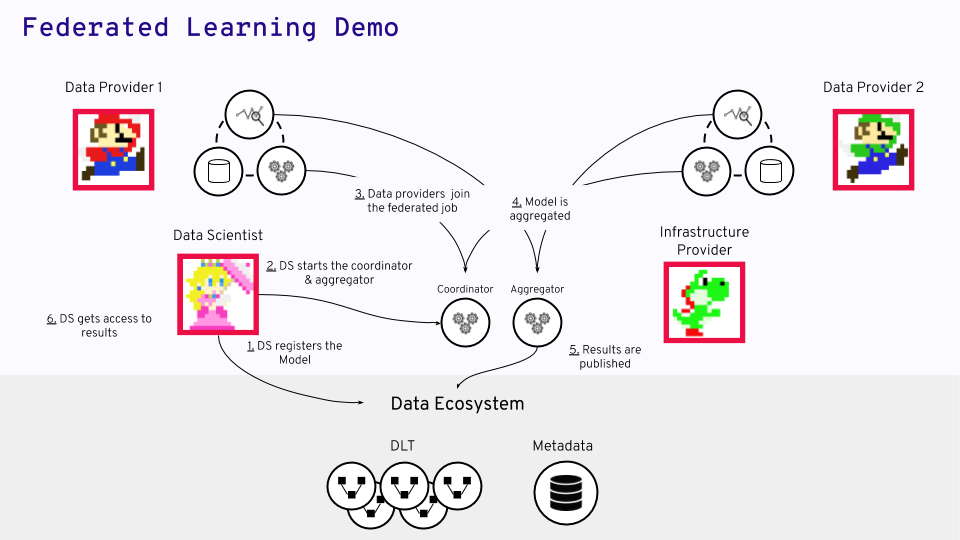 Federated Learning Demo
Data Provider 1
Data Provider 2
3. Data providers join
the federated job
4. Model is
aggregated
Data Scientist
Infrastructure
Provider
2. DS starts the coordinator
& aggregator
Coordinator
Aggregator
6. DS gets access to
results
1. DS registers the
Model
5. Results are
published
Data Ecosystem
DLT
Metadata